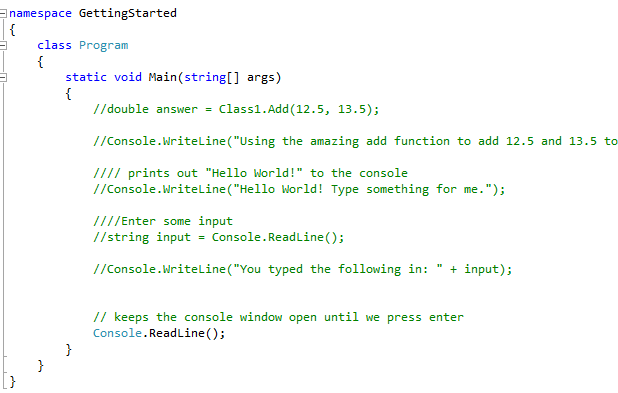 namespace GettingStarted
{
class Program
{
static void Main(string[] args)
{
//double answer = Class1.Add(12.5, 13.5);
//Console.WriteLine("Using the amazing add function to add 12.5 and 13.5 to
//// prints out "Hello World!" to the console
//Console.WriteLine("Hello World! Type something for me.");
////Enter some input
//string input = Console.ReadLine();
//Console.WriteLine("You typed the following in: " + input);
// keeps the console window open until we press enter
Console.ReadLine();
}
}
}